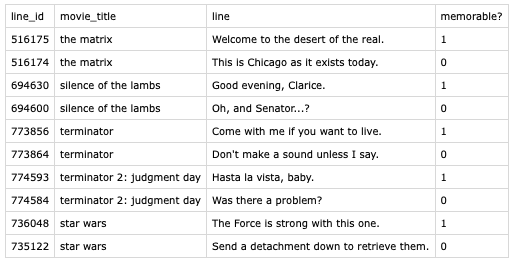 line_id movie_title line memorable?
516175 the matrix Welcome to the desert of the real. 1
516174 the matrix This is Chicago as it exists today. 0
694630 silence of the lambs Good evening, Clarice. 1
694600 silence of the lambs Oh, and Senator...? 0
773856 terminator Come with me if you want to live. 1
773864 terminator Don't make a sound unless I say. 0
774593 terminator 2: judgment day Hasta la vista, baby. 1
774584 terminator 2: judgment day Was there a problem? 0
736048 star wars The Force is strong with this one. 1
735122 star wars Send a detachment down to retrieve them. 0